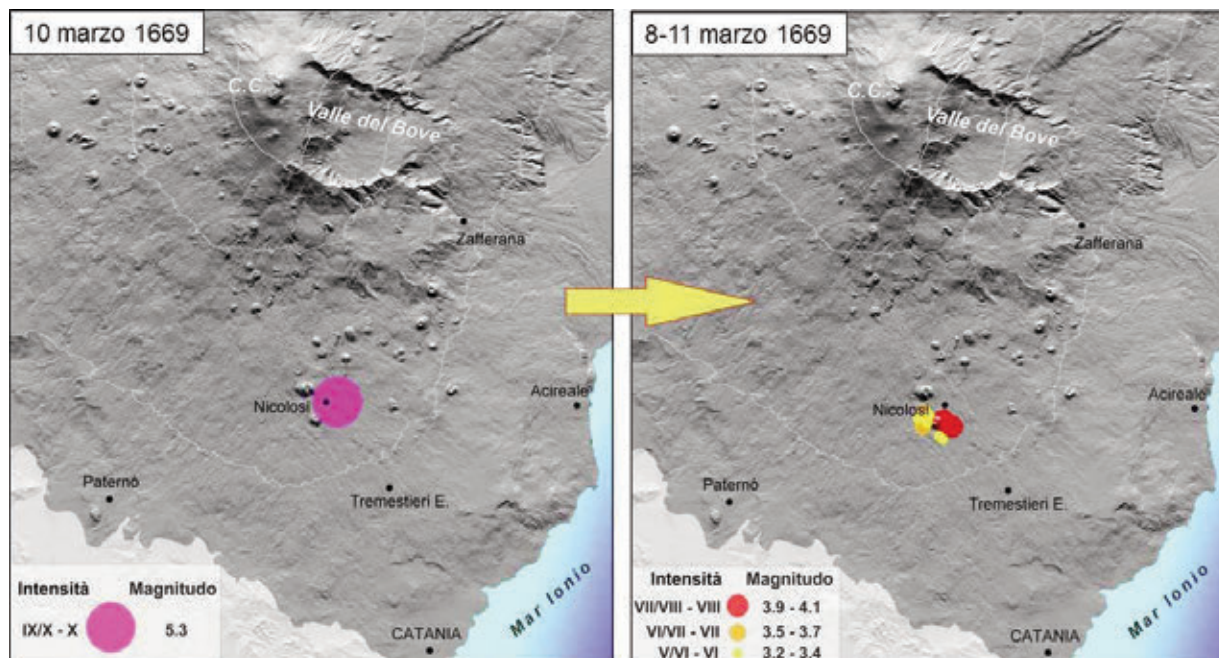 10 marzo 1669
C.C.
Valle del Bove
Zafferana
Nicolosi
Acireale
Paternò
Tremestieri E.
CATANIA
Mar Ionio
Intensità Magnitudo
IX/X - X 5.3
8-11 marzo 1669
C.C.
Valle del Bove
Zafferana
Nicolosi
Acireale
Paternò
Tremestieri E.
CATANIA
Mar Ionio
Intensità Magnitudo
VII/VIII - VIII 3.9 - 4.1
VI/VII - VII 3.5 - 3.7
V/VI - VI 3.2 - 3.4